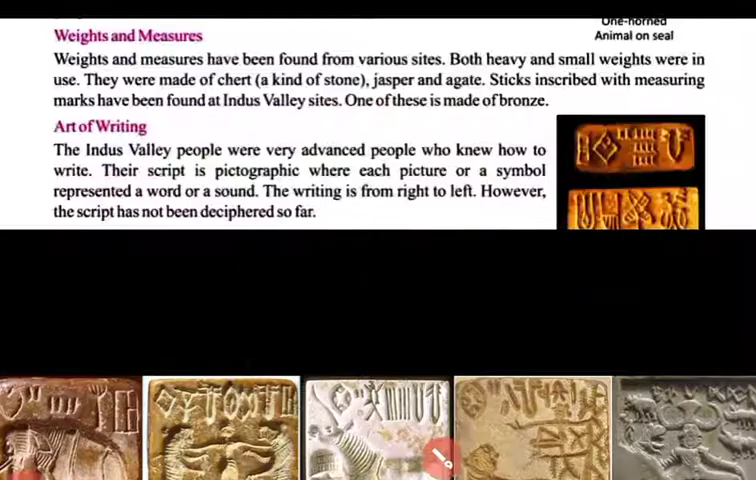 One-horned
Animal on seal
Weights and Measures
Weights and measures have been found from various sites. Both heavy and small weights were in
use. They were made of chert (a kind of stone), jasper and agate. Sticks inscribed with measuring
marks have been found at Indus Valley sites. One of these is made of bronze.
Art of Writing
The Indus Valley people were very advanced people who knew how to
write. Their script is pictographic where each picture or a symbol
represented a word or a sound. The writing is from right to left. However,
the script has not been deciphered so far.